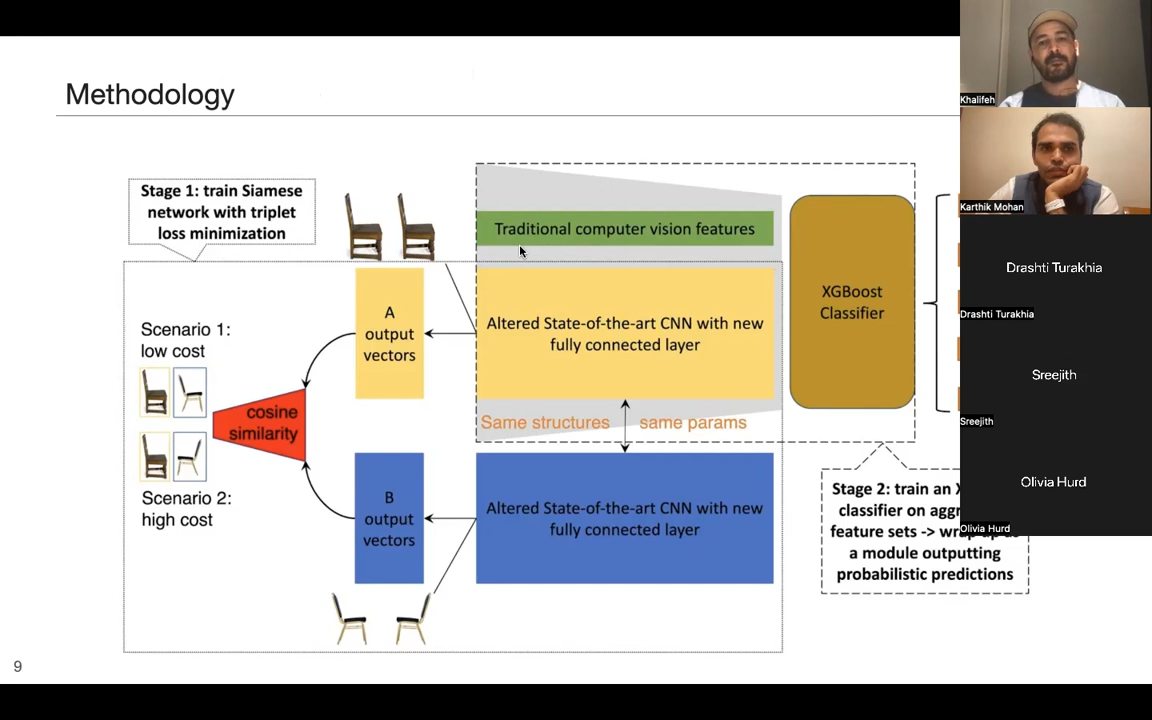 Methodology
Stage 1: train Siamese
network with triplet
loss minimization
Traditional computer vision features
A
output
vectors
Altered State-of-the-art CNN with new
fully connected layer
XGBoost
Classifier
Scenario 1:
low cost
cosine
similarity
Same structures
same params
Scenario 2:
high cost
B
output
vectors
Altered State-of-the-art CNN with new
fully connected layer
Stage 2: train an
classifier on
feature sets ->
a module outputting
probabilistic predictions
9
Khalifeh
Karthik Mohan
Drashti Turakhia
Drashti Turakhia
Sreejith
Sreejith
Olivia Hurd
Olivia Hurd